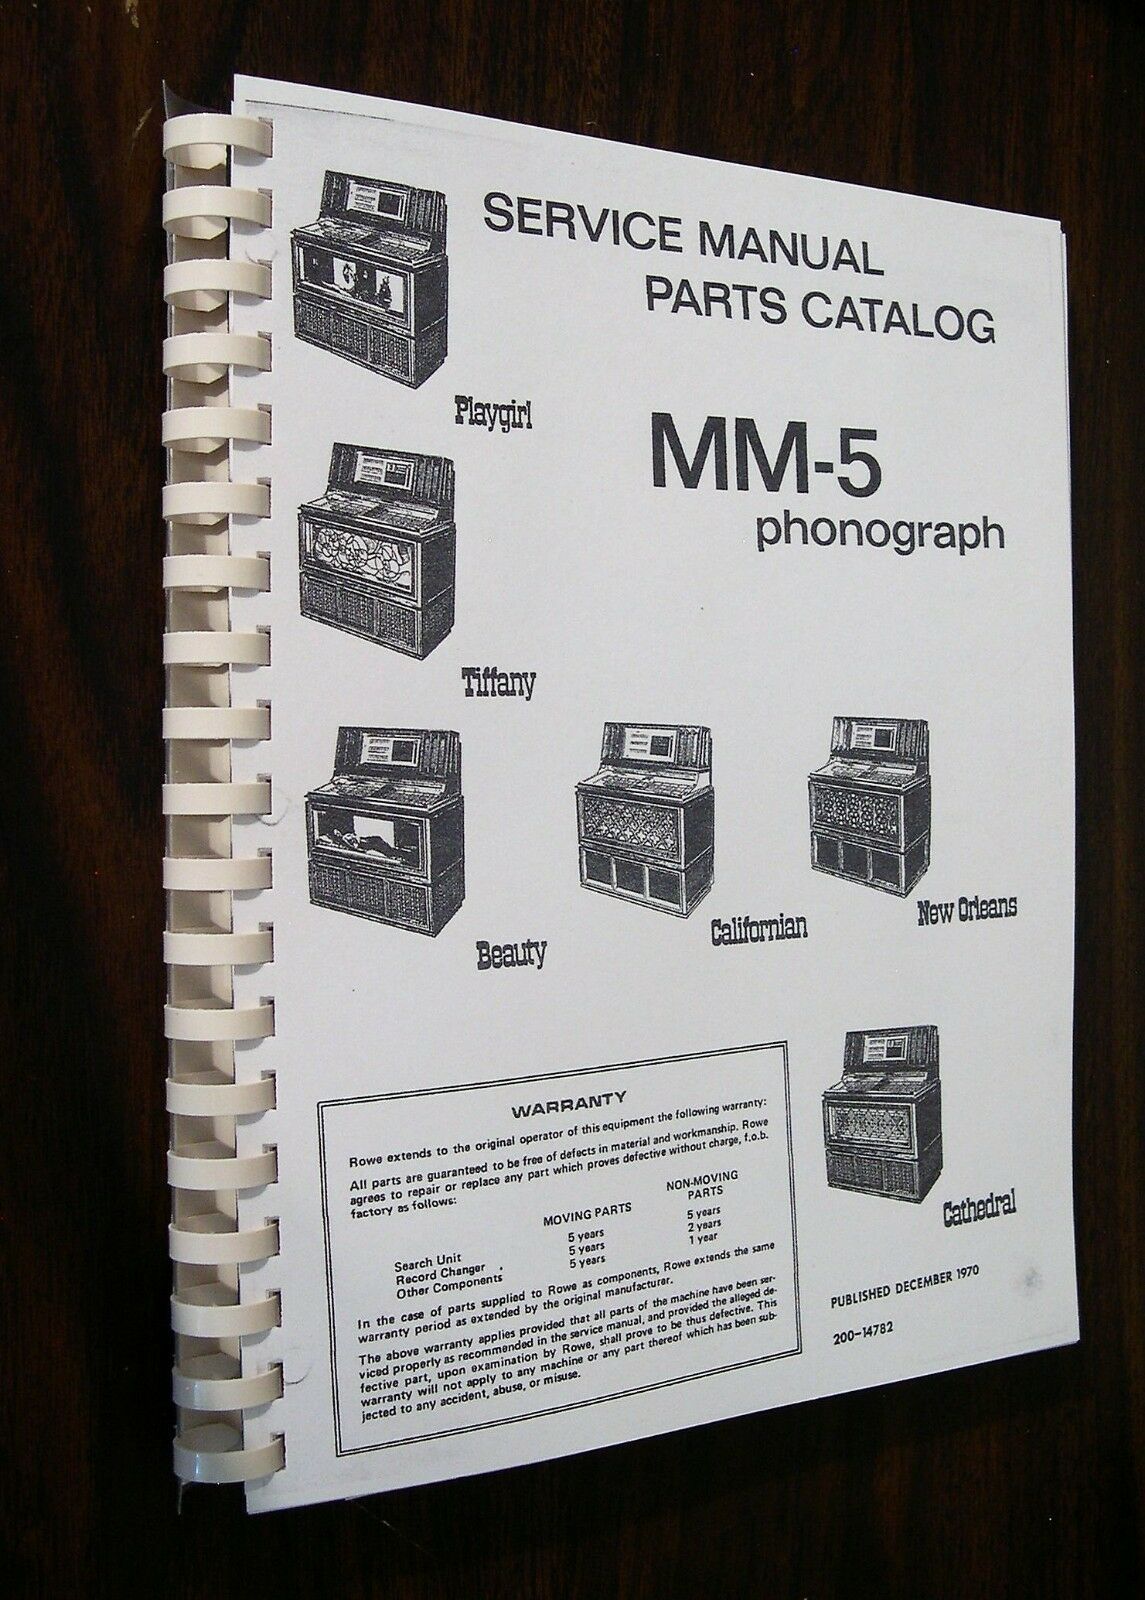 SERVICE MANUAL
PARTS CATALOG
MM-5
phonograph
Playgirl
Tiffany
Beauty
Californian
New Orleans
Cathedral
WARRANTY
Rowe extends to the original operator of this equipment the following warranty:
All parts are guaranteed to be free of defects in material and workmanship. Rowe
agrees to repair or replace any part which proves defective without charge, f.o.b.
factory as follows:
MOVING PARTS NON-MOVING
PARTS
Search Unit 5 years 5 years
Record Changer 5 years 2 years
Other Components 5 years 1 year
In the case of parts supplied to Rowe as components, Rowe extends the same
warranty period as extended by the original manufacturer.
The above warranty applies provided that all parts of the machine have been ser-
viced properly as recommended in the service manual, and provided the alleged de-
fective part, upon examination by Rowe, shall prove to be thus defective. This
warranty will not apply to any machine or any part thereof which has been sub-
jected to any accident, abuse, or misuse.
PUBLISHED DECEMBER 1970
200-14782